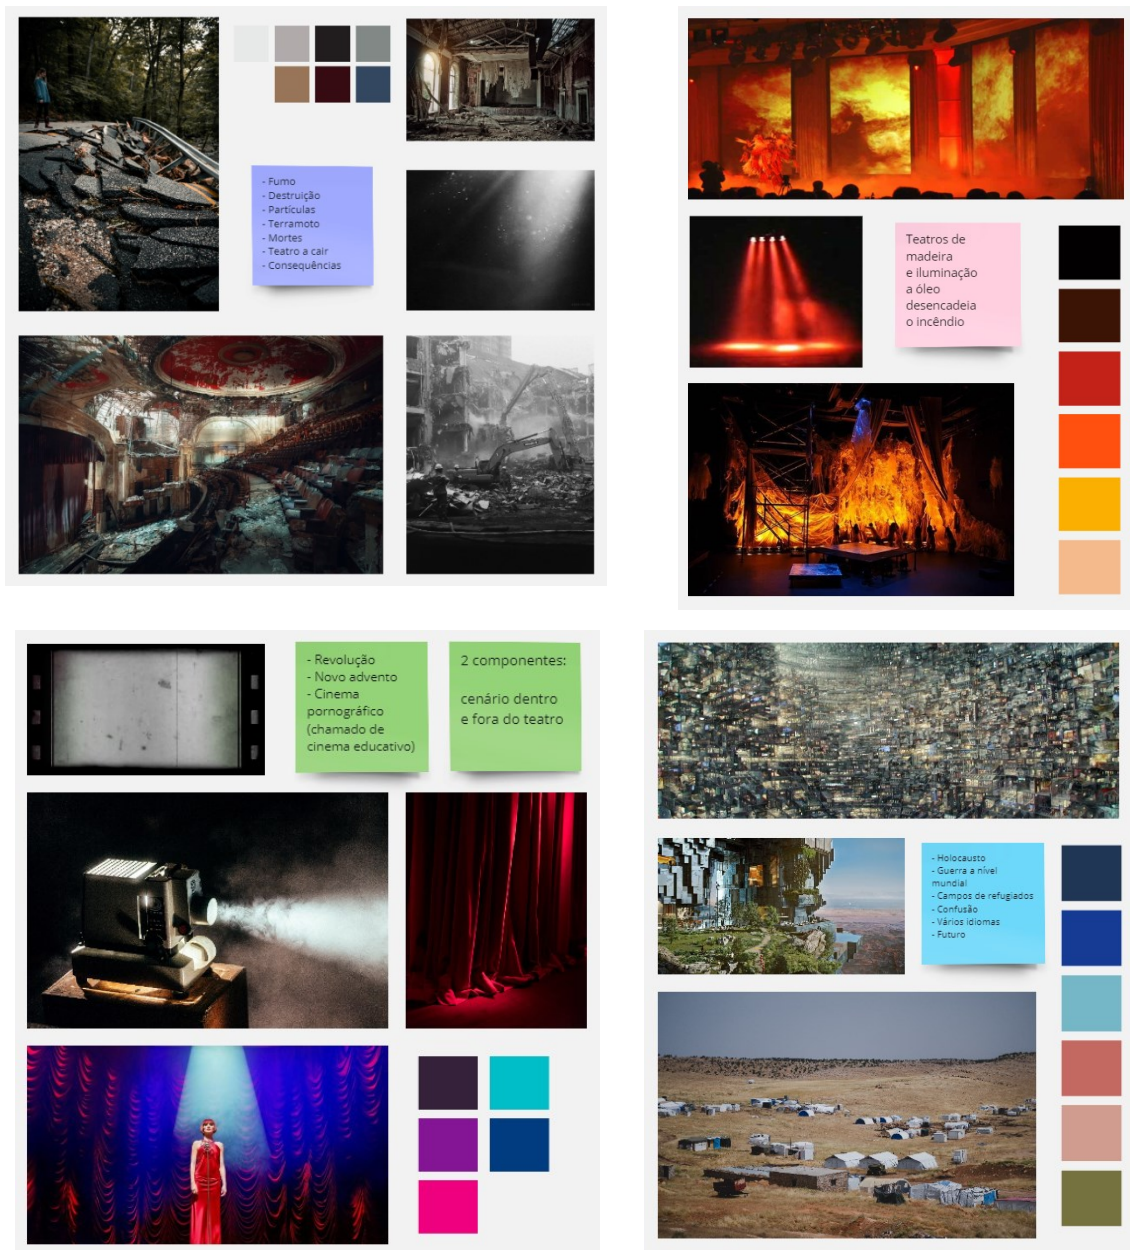 - Fumo
- Destruição
- Partículas
- Terramoto
- Mortes
- Teatro a cair
- Consequências
Teatros de
madeira
e iluminação
a óleo
desencadeia
o incêndio
- Revolução
- Novo advento
- Cinema
pornográfico
(chamado de
cinema educativo)
2 componentes:
cenário dentro
e fora do teatro
- Holocausto
- Guerra a nível
mundial
- Campos de refugiados
- Confusão
- Vários idiomas
- Futuro